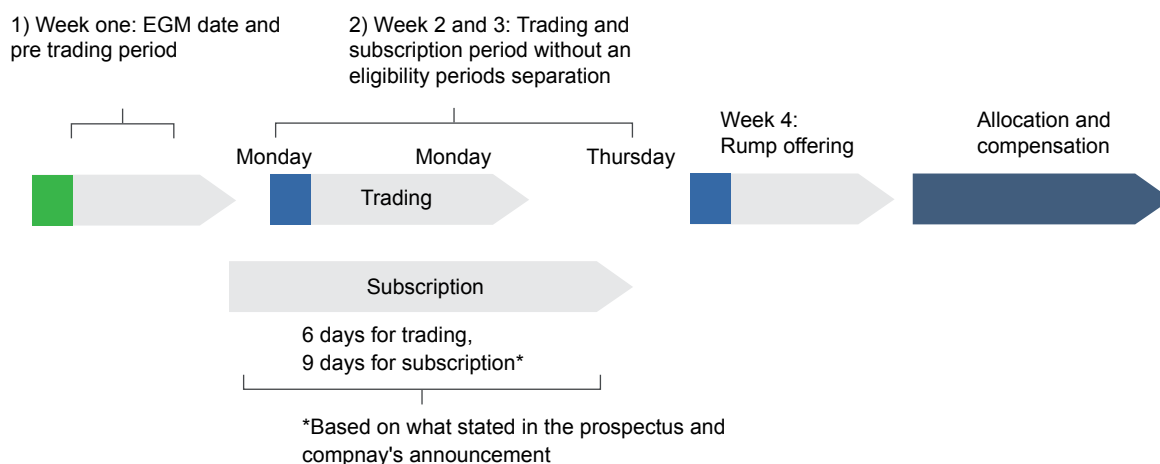 1) Week one: EGM date and
pre trading period
2) Week 2 and 3: Trading and
subscription period without an
eligibility periods separation
Week 4:
Rump offering
Allocation and
compensation
Monday
Monday
Thursday
Trading
Subscription
6 days for trading,
9 days for subscription*
*Based on what stated in the prospectus and
compnay's announcement